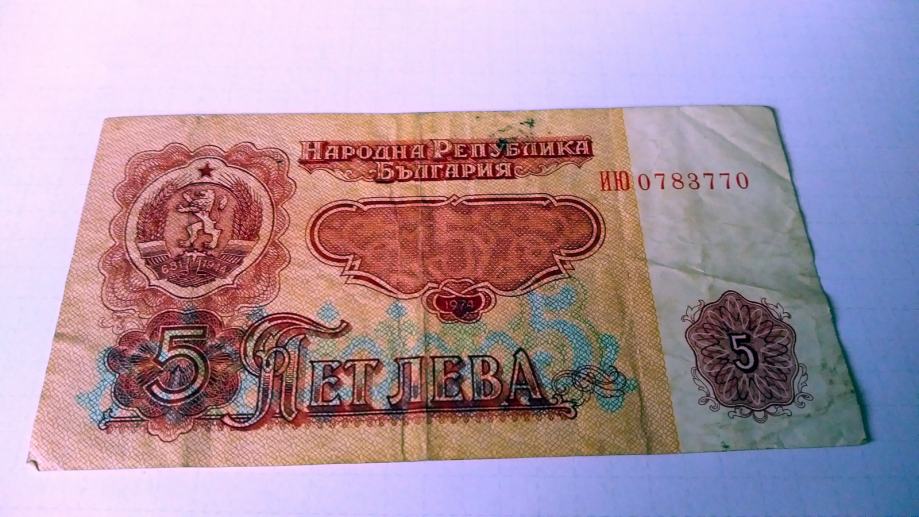 Народна Република
България
ИЮ 0783770
1974
5
Пет лева
5